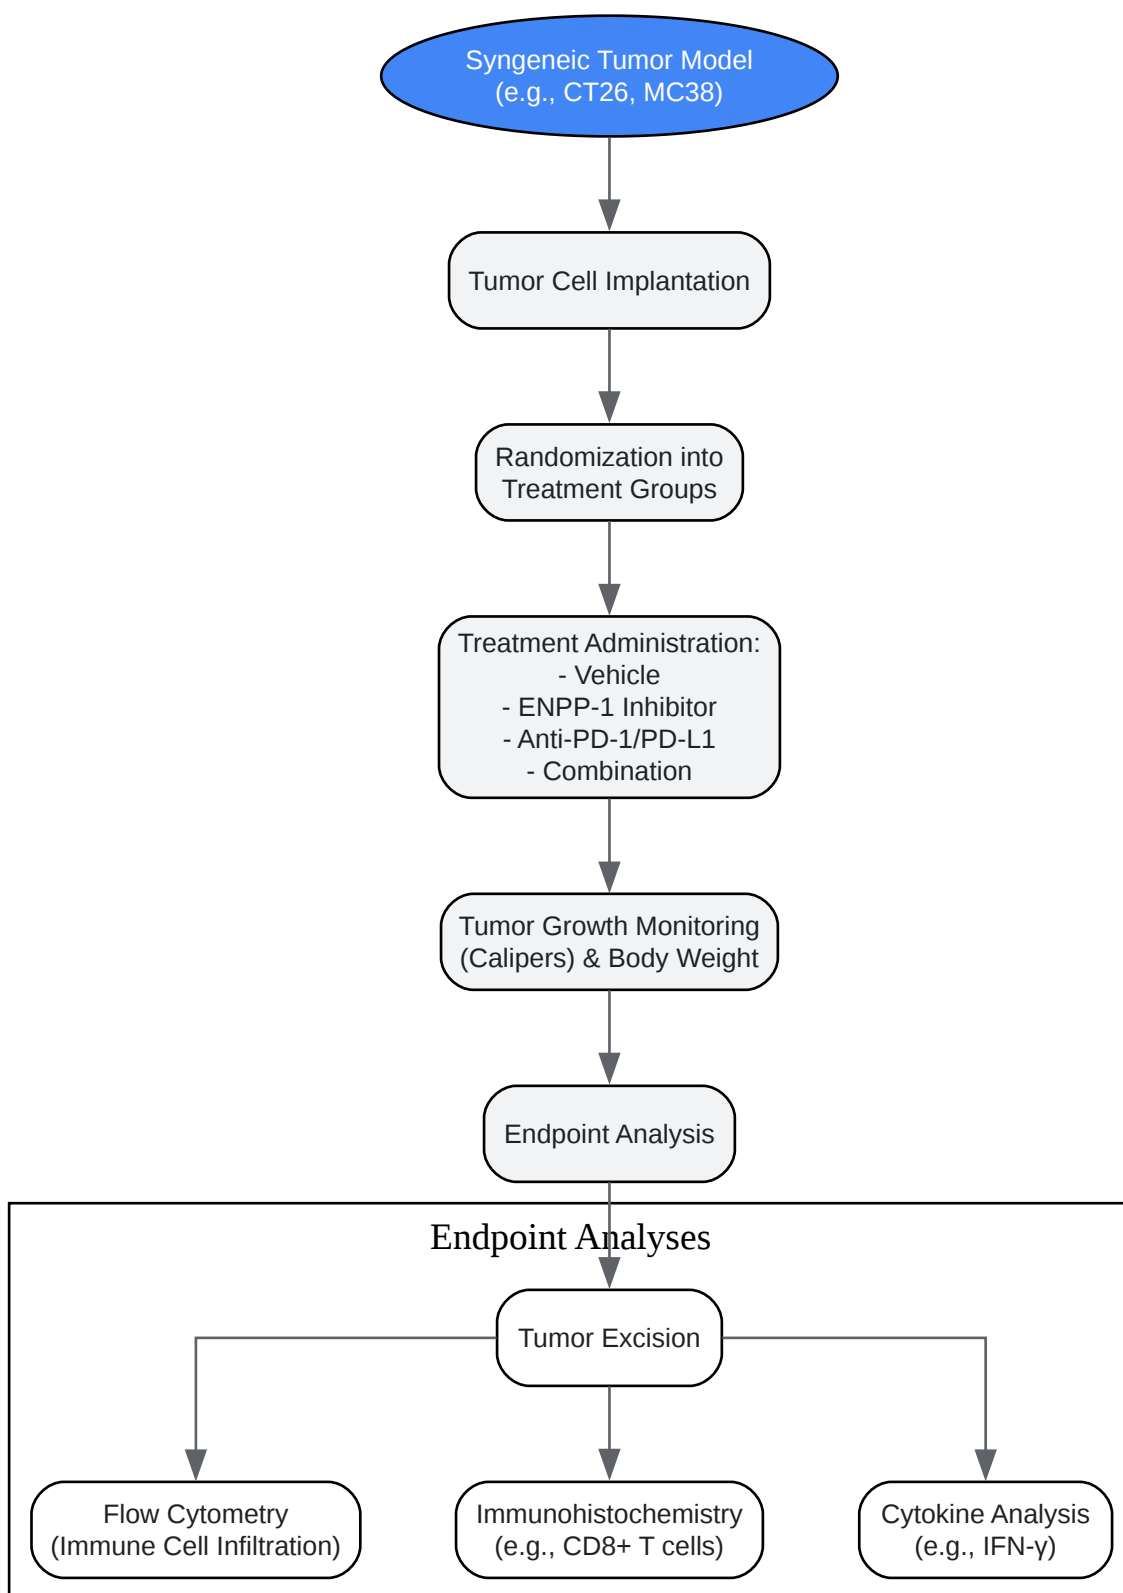 Syngeneic Tumor Model
(e.g., CT26, MC38)
Tumor Cell Implantation
Randomization into
Treatment Groups
Treatment Administration:
- Vehicle
- ENPP-1 Inhibitor
- Anti-PD-1/PD-L1
- Combination
Tumor Growth Monitoring
(Calipers) & Body Weight
Endpoint Analysis
Endpoint Analyses
Tumor Excision
Flow Cytometry
(Immune Cell Infiltration)
Immunohistochemistry
(e.g., CD8+ T cells)
Cytokine Analysis
(e.g., IFN-γ)